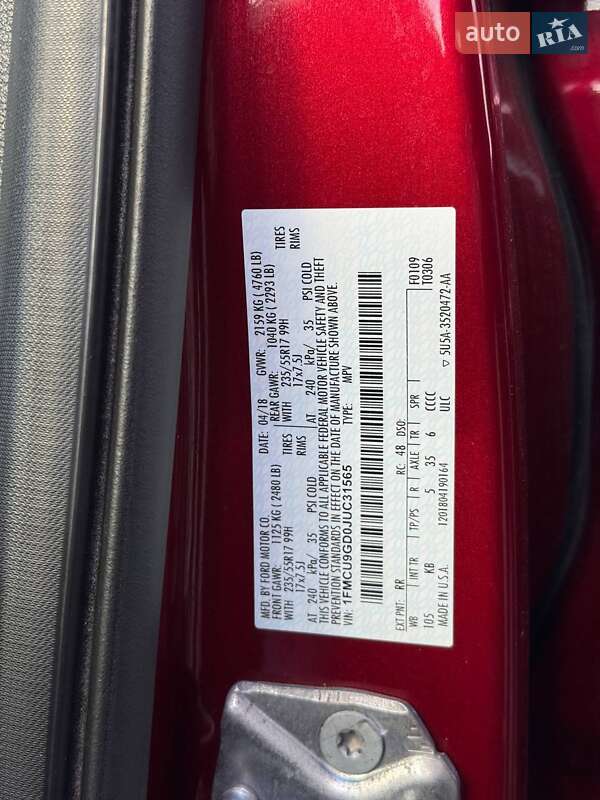 auto RIA.com
MFD. BY FORD MOTOR CO. DATE: 04/18 GVWR: 2159 KG ( 4760 LB)
FRONT GAWR: 1125 KG ( 2480 LB) REAR GAWR: 1040 KG ( 2293 LB)
WITH 235/55R17 99H TIRES WITH 235/55R17 99H TIRES
17x7.5J RIMS 17x7.5J RIMS
AT 240 kPa/ 35 PSI COLD AT 240 kPa/ 35 PSI COLD
THIS VEHICLE CONFORMS TO ALL APPLICABLE FEDERAL MOTOR VEHICLE SAFETY AND THEFT
PREVENTION STANDARDS IN EFFECT ON THE DATE OF MANUFACTURE SHOWN ABOVE.
VIN: 1FMCU9GD0JUC31565 TYPE: MPV
EXT PNT: RR RC: 48 DSO: F0109
WB INT TR TP/PS R AXLE TR SPR T0306
105 KB 5 35 6 CCCC
MADE IN U.S.A. 1201804190164 ULC ▽ 5U5A-3520472-AA